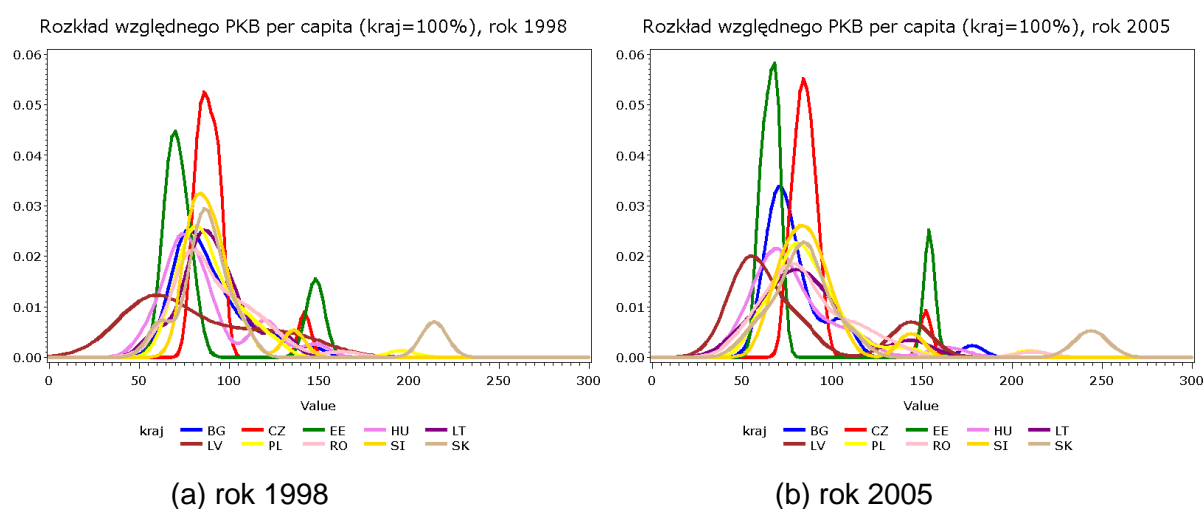 Rozkład względnego PKB per capita (kraj=100%), rok 1998
0.06
0.05
0.04
0.03
0.02
0.01
0.00
0 50 100 150 200 250 300
Value
kraj BG CZ EE HU LT
LV PL RO SI SK
(a) rok 1998
Rozkład względnego PKB per capita (kraj=100%), rok 2005
0.06
0.05
0.04
0.03
0.02
0.01
0.00
0 50 100 150 200 250 300
Value
kraj BG CZ EE HU LT
LV PL RO SI SK
(b) rok 2005